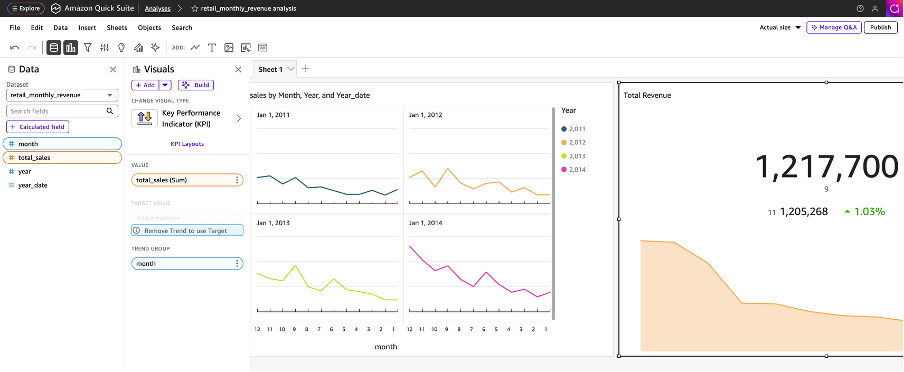 Explore
Amazon Quick Suite
Analyses
retail_monthly_revenue analysis
File Edit Data Insert Sheets Objects Search
Actual size
Manage Q&A
Publish
ADD:
Data
Dataset
retail_monthly_revenue
Search fields
+ Calculated field
# month
# total_sales
# year
year_date
Visuals
+ Add
Build
CHANGE VISUAL TYPE
Key Performance
Indicator (KPI)
KPI Layouts
VALUE
total_sales (Sum)
TARGET VALUE
Add a measure
Remove Trend to use Target
TREND GROUP
month
Sheet 1
sales by Month, Year, and Year_date
Jan 1, 2011
Jan 1, 2012
Jan 1, 2013
Jan 1, 2014
12 11 10 9 8 7 6 5 4 3 2 1
12 11 10 9 8 7 6 5 4 3 2 1
month
Year
2,011
2,012
2,013
2,014
Total Revenue
1,217,700
9
11 1,205,268 1.03%